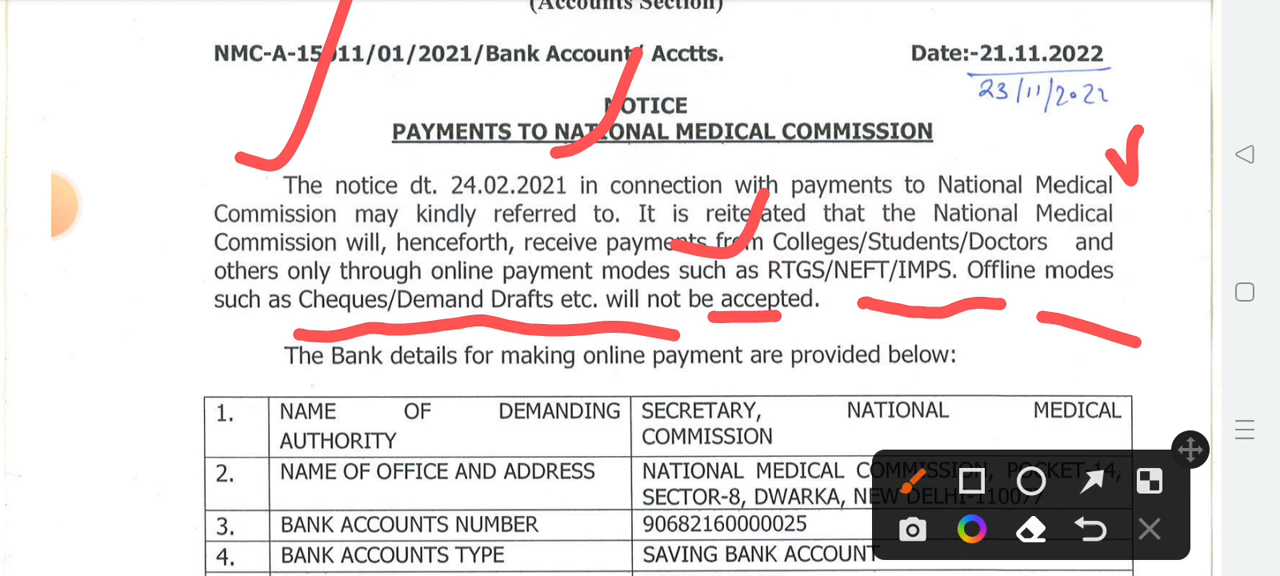 (Accounts Section)
NMC-A-15011/01/2021/Bank Account/ Acctts. Date:-21.11.2022
23/11/2022
NOTICE
PAYMENTS TO NATIONAL MEDICAL COMMISSION
The notice dt. 24.02.2021 in connection with payments to National Medical
Commission may kindly referred to. It is reiterated that the National Medical
Commission will, henceforth, receive payments from Colleges/Students/Doctors and
others only through online payment modes such as RTGS/NEFT/IMPS. Offline modes
such as Cheques/Demand Drafts etc. will not be accepted.
The Bank details for making online payment are provided below:
1. NAME OF DEMANDING SECRETARY, NATIONAL MEDICAL
AUTHORITY COMMISSION
2. NAME OF OFFICE AND ADDRESS NATIONAL MEDICAL COMMISSION, POCKET-14,
SECTOR-8, DWARKA, NEW DELHI-110077
3. BANK ACCOUNTS NUMBER 90682160000025
4. BANK ACCOUNTS TYPE SAVING BANK ACCOUNT